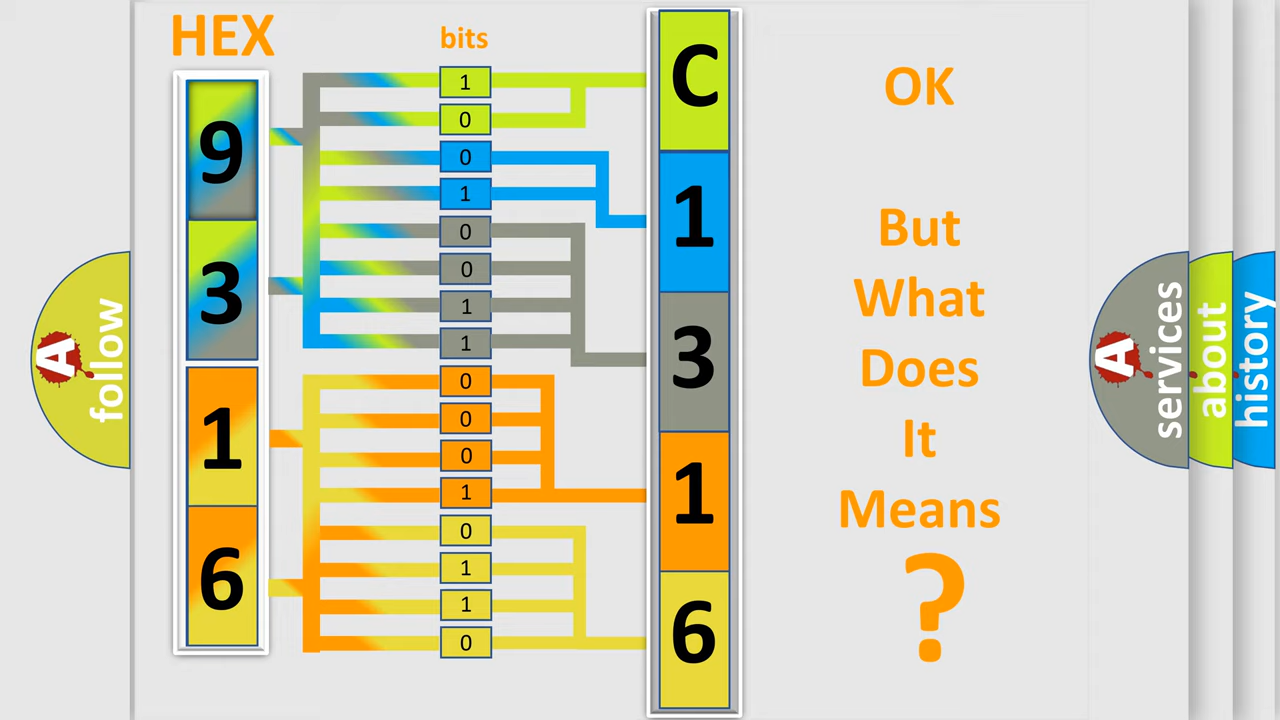 HEX
bits
9
3
1
6
1
0
0
1
0
0
1
1
0
0
0
1
0
1
1
0
C
1
3
1
6
OK
But
What
Does
It
Means
?
A
follow
A
services
about
history